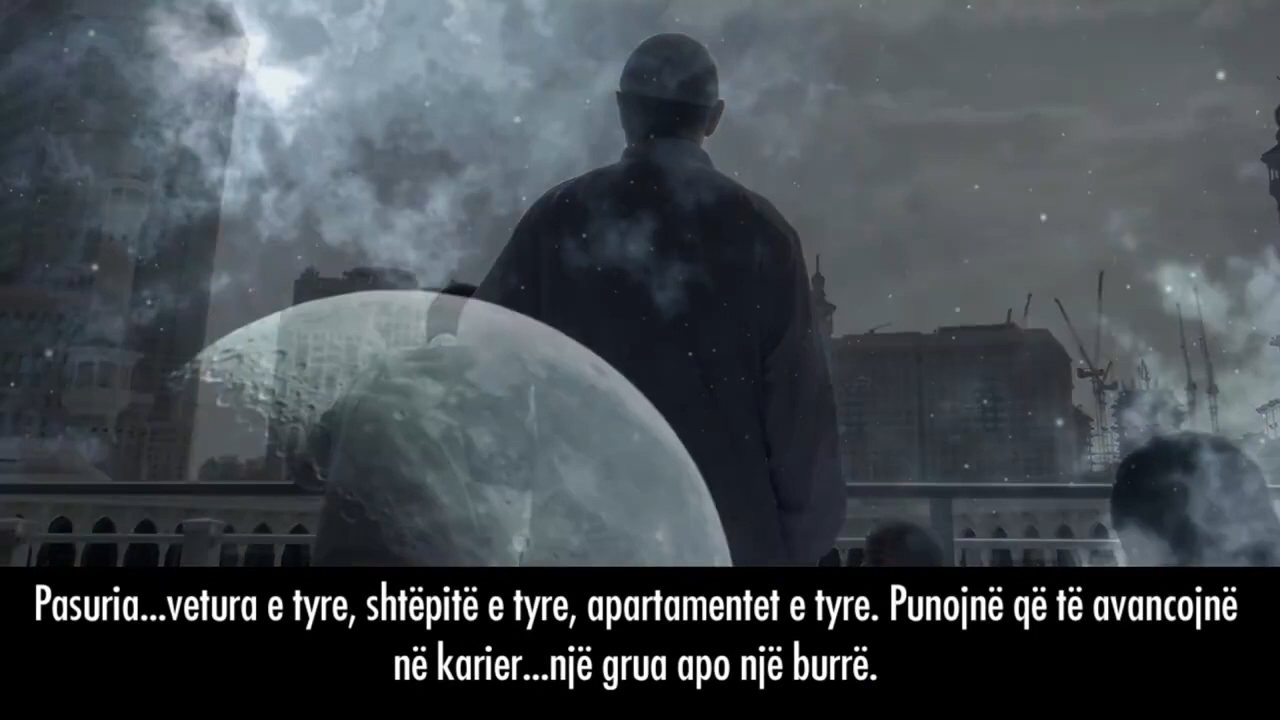 Pasuria...vetura e tyre, shtëpitë e tyre, apartamentet e tyre. Punojnë që të avancojnë
në karier...një grua apo një burrë.